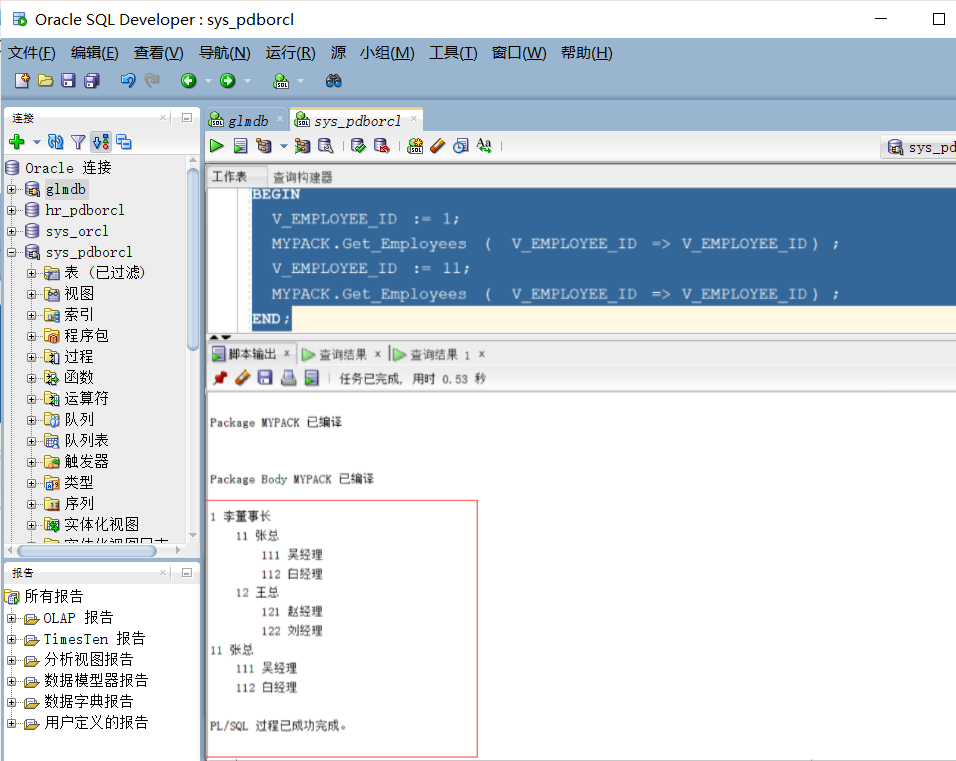 Oracle SQL Developer : sys_pdborcl
文件(F) 编辑(E) 查看(V) 导航(N) 运行(R) 源 小组(M) 工具(T) 窗口(W) 帮助(H)
连接
Oracle 连接
glmdb
hr_pdborcl
sys_orcl
sys_pdborcl
表 (已过滤)
视图
索引
程序包
过程
函数
运算符
队列
队列表
触发器
类型
序列
实体化视图
实体化视图日志
报告
所有报告
OLAP 报告
TimesTen 报告
分析视图报告
数据模型器报告
数据字典报告
用户定义的报告
glmdb sys_pdborcl
sys_pd
工作表 查询构建器
BEGIN
V_EMPLOYEE_ID := 1;
MYPACK.Get_Employees ( V_EMPLOYEE_ID => V_EMPLOYEE_ID) ;
V_EMPLOYEE_ID := 11;
MYPACK.Get_Employees ( V_EMPLOYEE_ID => V_EMPLOYEE_ID) ;
END;
脚本输出 × 查询结果 × 查询结果 1 ×
任务已完成, 用时 0.53 秒
Package MYPACK 已编译
Package Body MYPACK 已编译
1 李董事长
11 张总
111 吴经理
112 白经理
12 王总
121 赵经理
122 刘经理
11 张总
111 吴经理
112 白经理
PL/SQL 过程已成功完成。